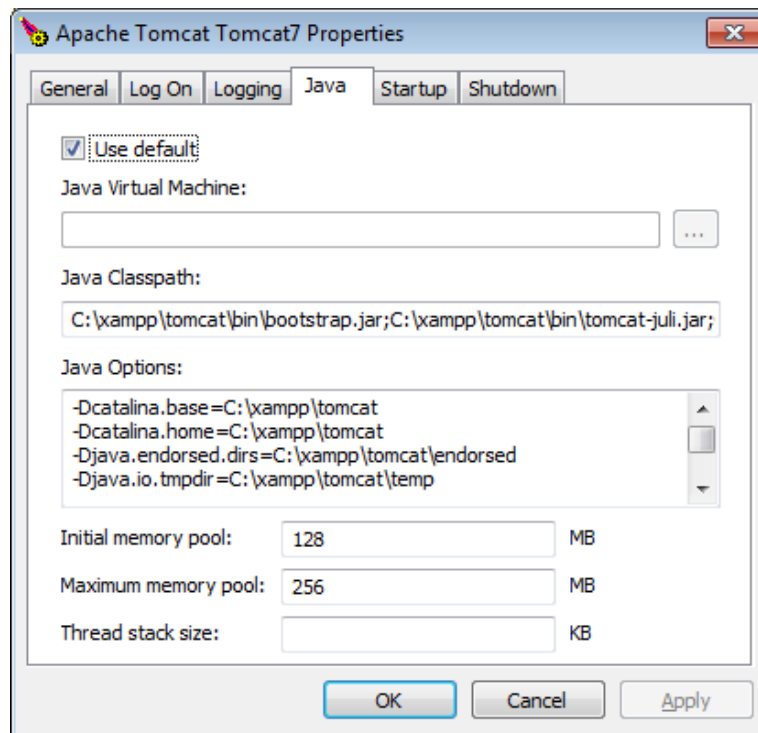 Apache Tomcat Tomcat7 Properties
General Log On Logging Java Startup Shutdown
Use default
Java Virtual Machine:
...
Java Classpath:
C:\xampp\tomcat\bin\bootstrap.jar;C:\xampp\tomcat\bin\tomcat-juli.jar;
Java Options:
-Dcatalina.base=C:\xampp\tomcat
-Dcatalina.home=C:\xampp\tomcat
-Djava.endorsed.dirs=C:\xampp\tomcat\endorsed
-Djava.io.tmpdir=C:\xampp\tomcat\temp
Initial memory pool: 128 MB
Maximum memory pool: 256 MB
Thread stack size: KB
OK Cancel Apply